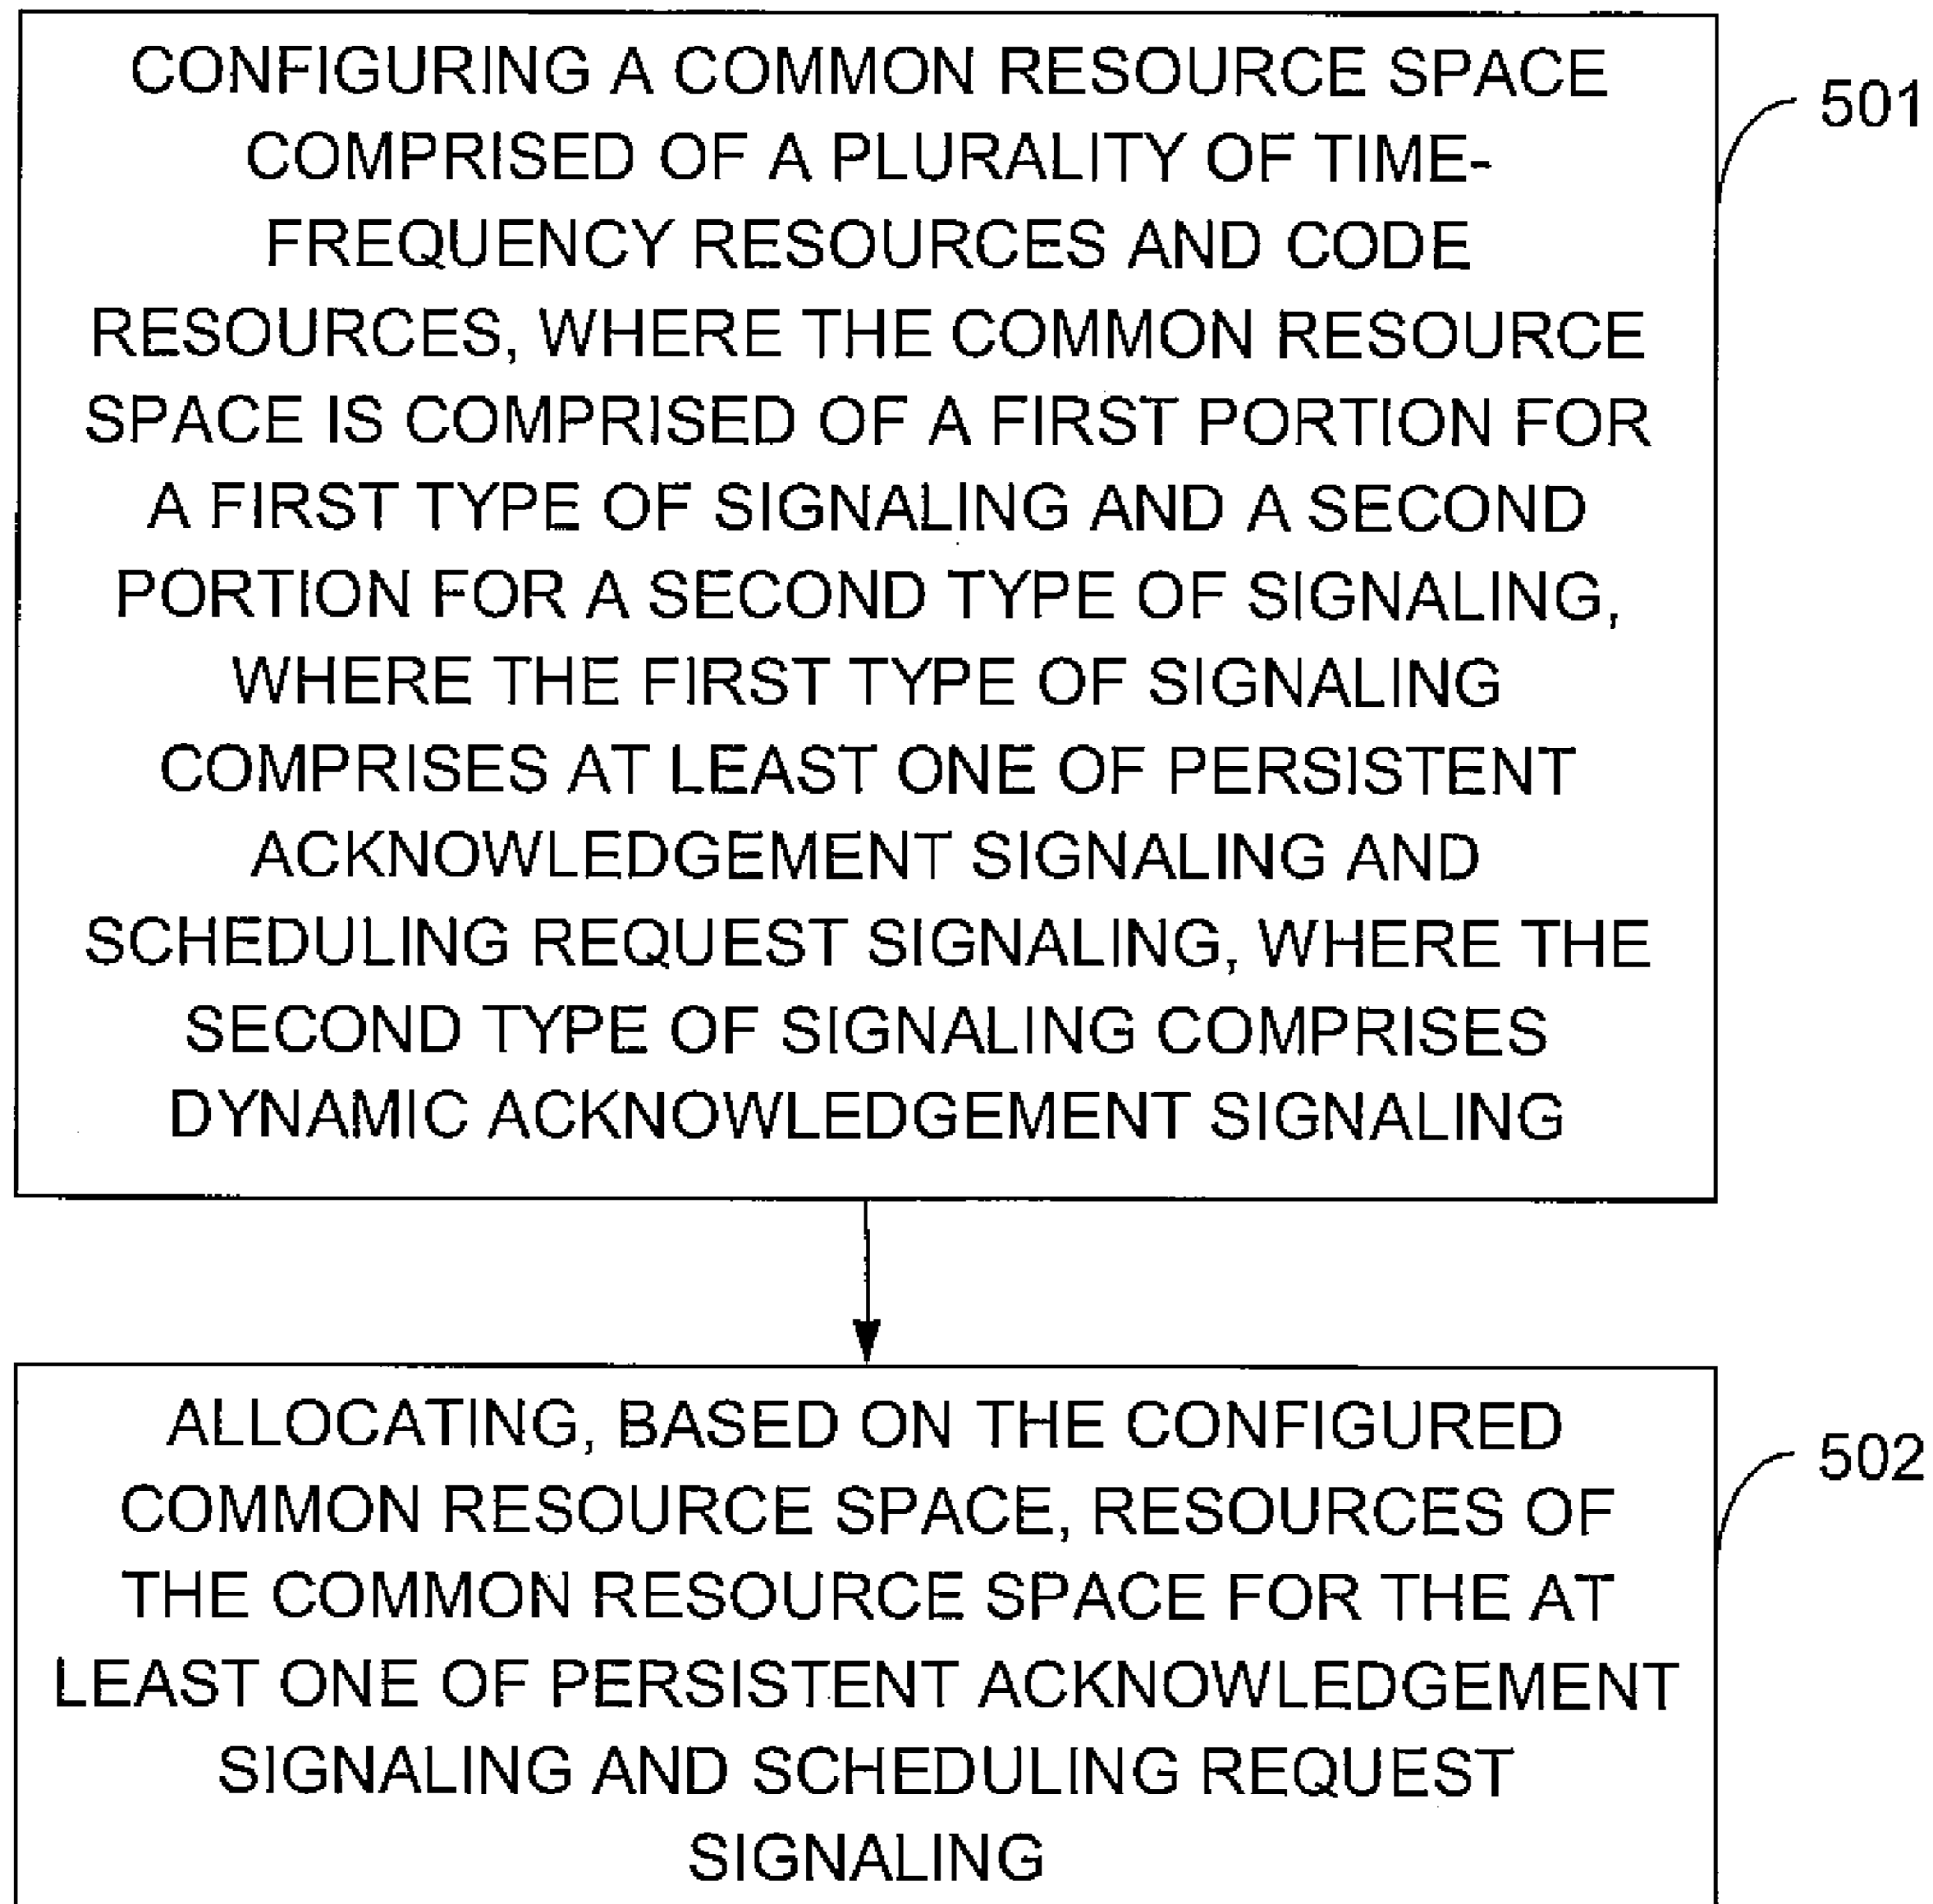 CONFIGURING A COMMON RESOURCE SPACE
COMPRISED OF A PLURALITY OF TIME-
FREQUENCY RESOURCES AND CODE
RESOURCES, WHERE THE COMMON RESOURCE
SPACE IS COMPRISED OF A FIRST PORTION FOR
A FIRST TYPE OF SIGNALING AND A SECOND
PORTION FOR A SECOND TYPE OF SIGNALING,
WHERE THE FIRST TYPE OF SIGNALING
COMPRISES AT LEAST ONE OF PERSISTENT
ACKNOWLEDGEMENT SIGNALING AND
SCHEDULING REQUEST SIGNALING, WHERE THE
SECOND TYPE OF SIGNALING COMPRISES
DYNAMIC ACKNOWLEDGEMENT SIGNALING
501
ALLOCATING, BASED ON THE CONFIGURED
COMMON RESOURCE SPACE, RESOURCES OF
THE COMMON RESOURCE SPACE FOR THE AT
LEAST ONE OF PERSISTENT ACKNOWLEDGEMENT
SIGNALING AND SCHEDULING REQUEST
SIGNALING
502